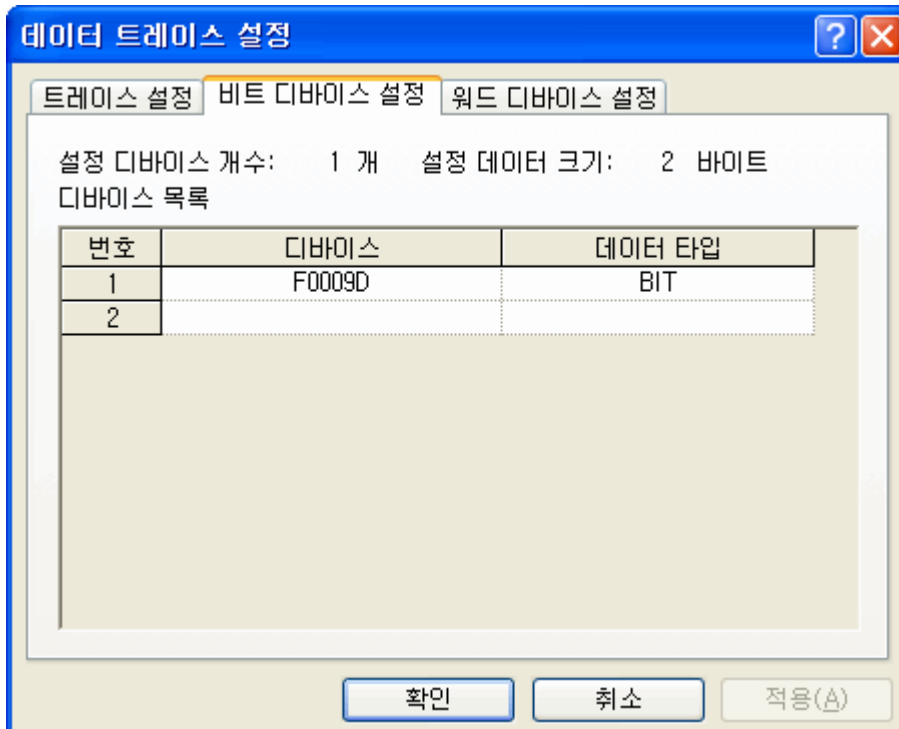 데이터 트레이스 설정
트레이스 설정 비트 디바이스 설정 워드 디바이스 설정
설정 디바이스 개수: 1 개 설정 데이터 크기: 2 바이트
디바이스 목록
번호 디바이스 데이터 타입
1 F0009D BIT
2
확인 취소 적용(A)